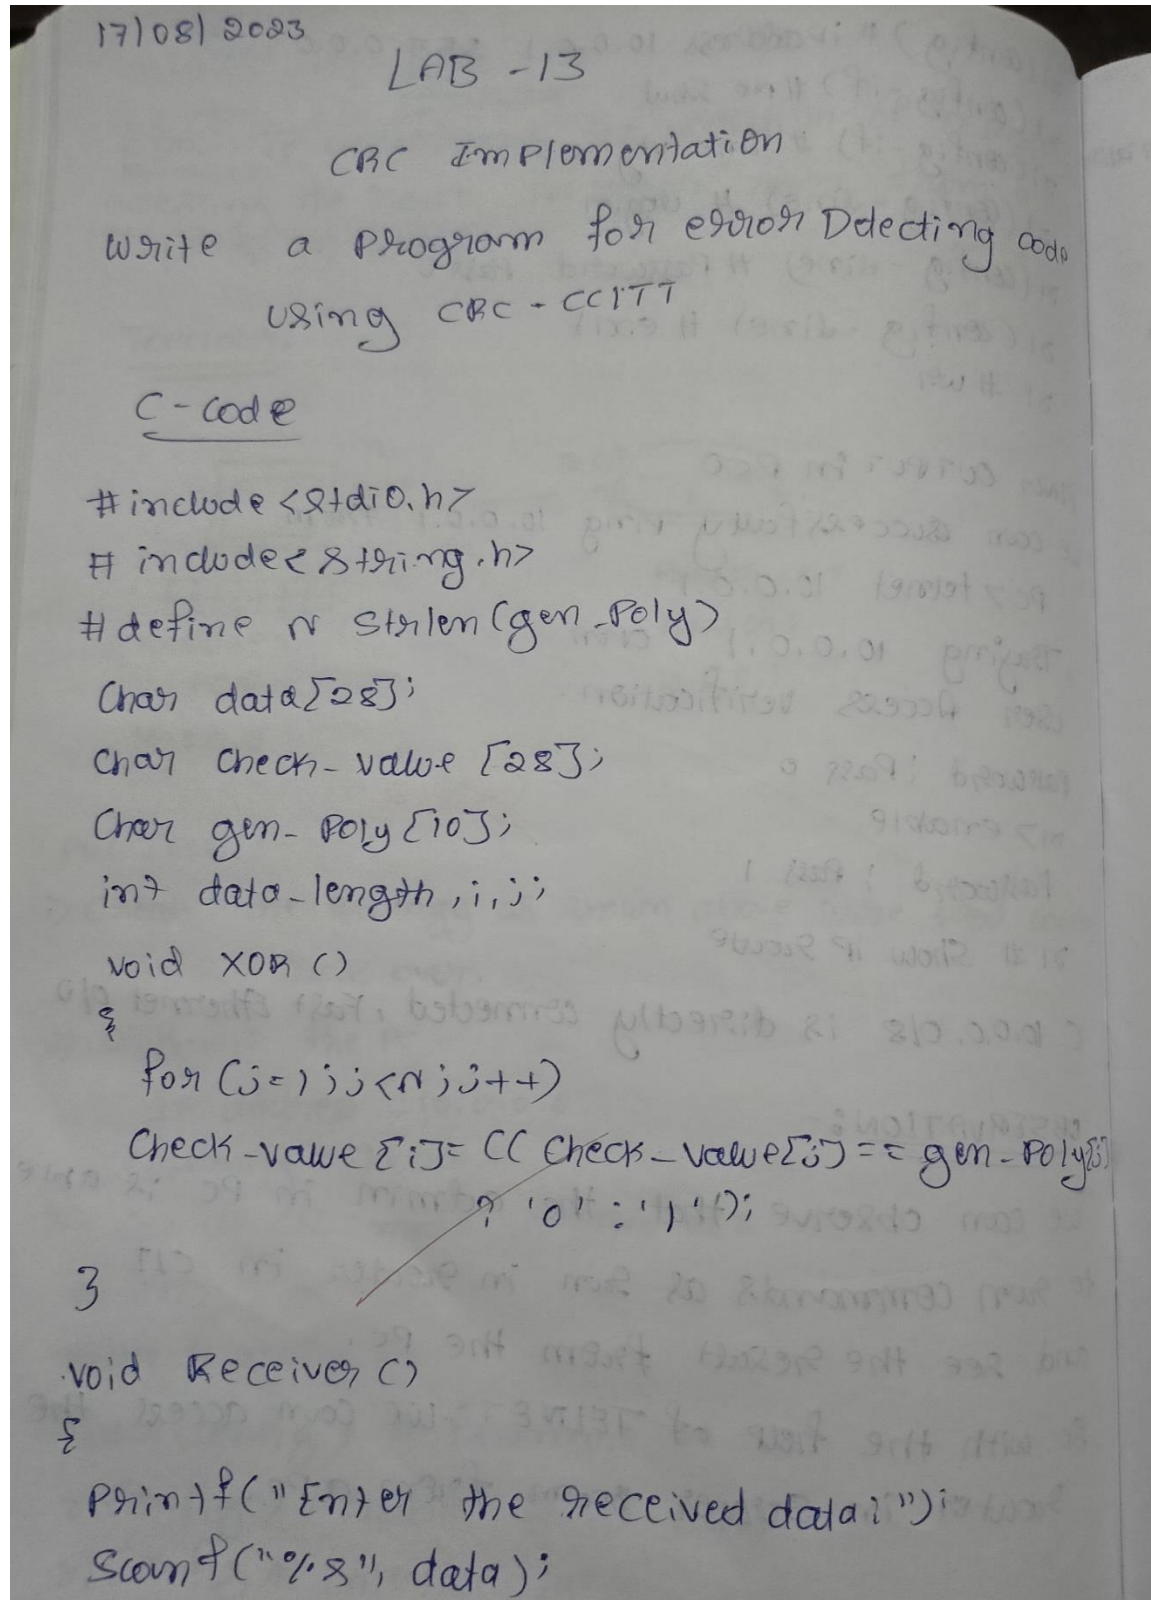 17/08/2023
LAB - 13
CRC Implementation
Write a program for error Detecting code
using CRC - CCITT
C - code
#include <stdio.h>
# include < string.h>
#define N strlen (gen_poly)
Char data[28];
Char check_value [28];
Char gen_poly [10];
int data_length, i, j;
void XOR ()
{
for (j=1; j<N; j++)
Check_value [j]= (( check_value[j] == gen_poly[j]
? '0' : '1');
}
void Receiver ()
{
printf("Enter the received data:");
Scanf("%s", data);